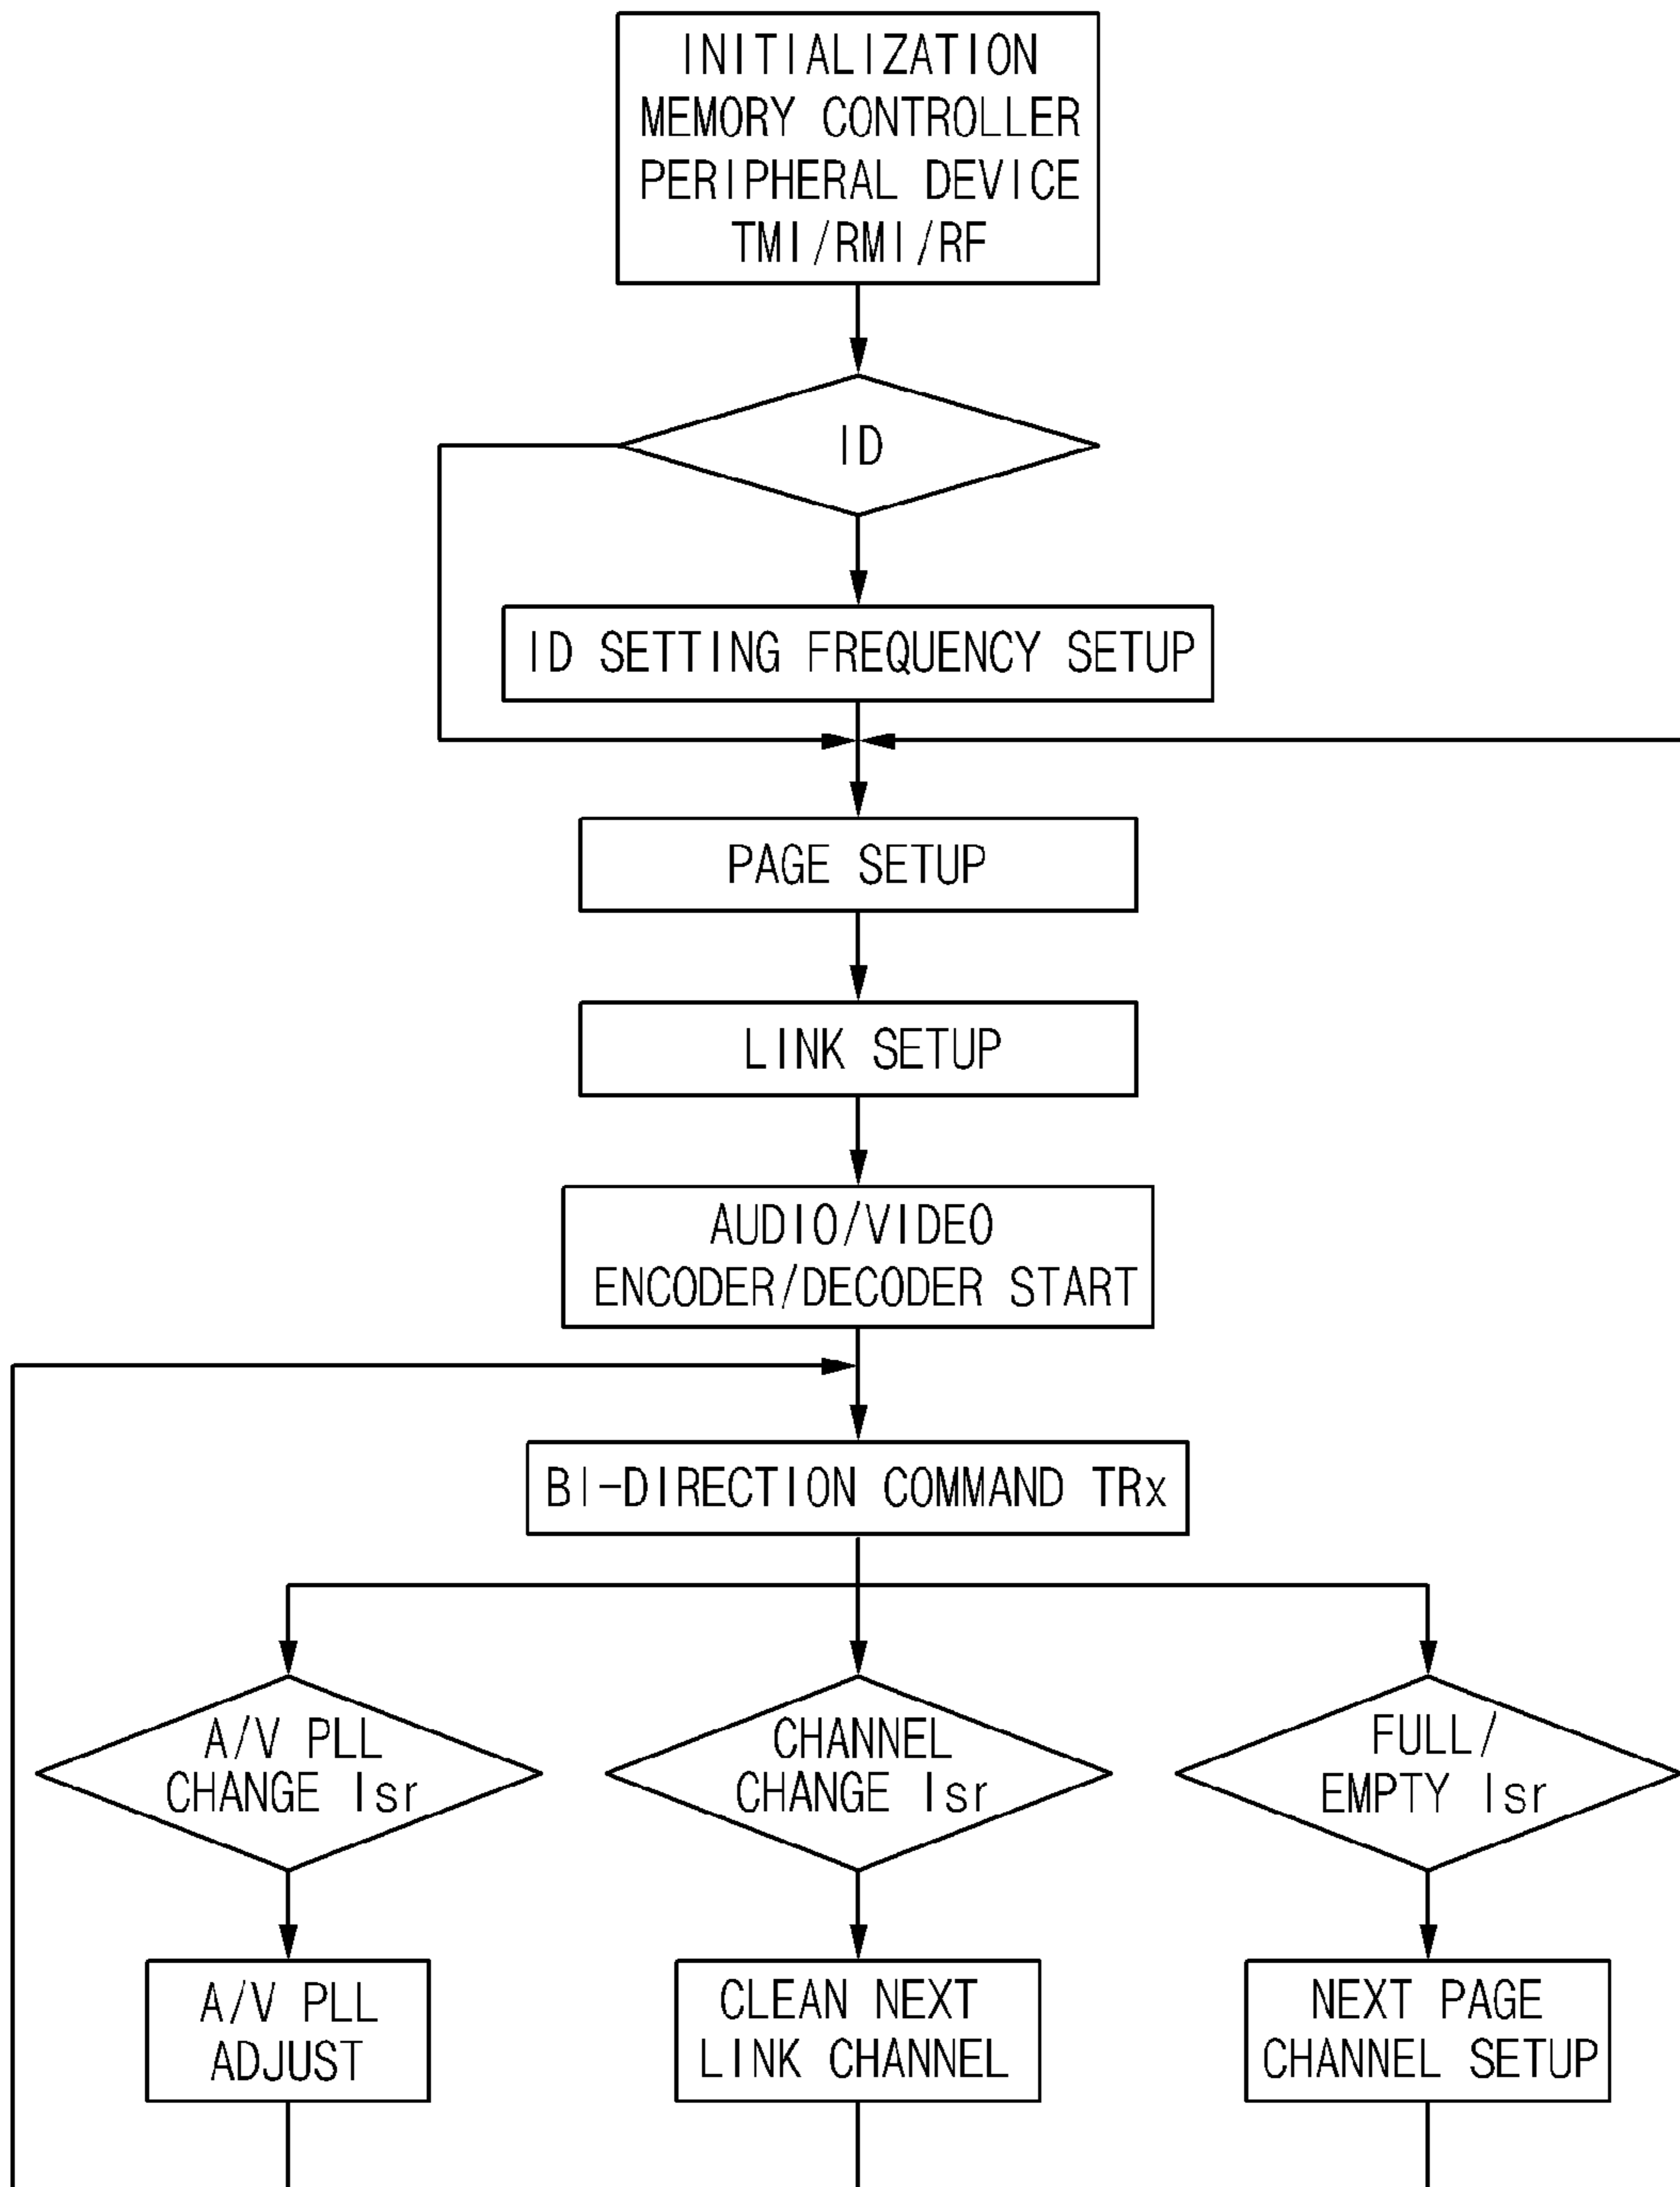 INITIALIZATION
MEMORY CONTROLLER
PERIPHERAL DEVICE
TMI/RMI/RF
ID
ID SETTING FREQUENCY SETUP
PAGE SETUP
LINK SETUP
AUDIO/VIDEO
ENCODER/DECODER START
BI-DIRECTION COMMAND TRx
A/V PLL
CHANGE Isr
CHANNEL
CHANGE Isr
FULL/
EMPTY Isr
A/V PLL
ADJUST
CLEAN NEXT
LINK CHANNEL
NEXT PAGE
CHANNEL SETUP